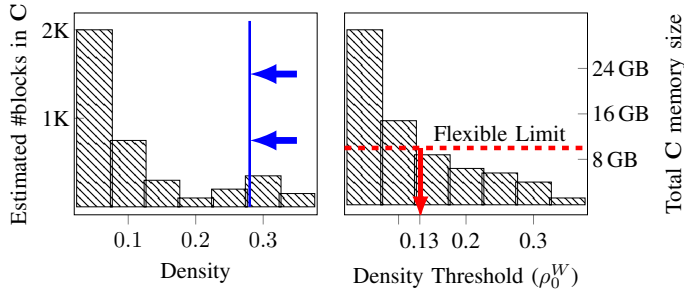 Estimated #blocks in C
2K
1K
0.1
0.2
0.3
Density
Flexible Limit
24 GB
16 GB
8 GB
Total C memory size
0.13
0.2
0.3
Density Threshold (ρ₀ᵂ)